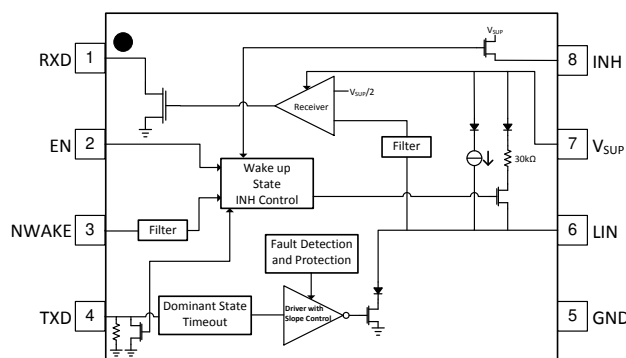 V_SUP
RXD 1
8 INH
V_SUP/2
Receiver
EN 2
7 V_SUP
Filter
30kΩ
Wake up
State
INH Control
NWAKE 3
Filter
6 LIN
Fault Detection
and Protection
TXD 4
Dominant State
Timeout
Driver with
Slope Control
5 GND